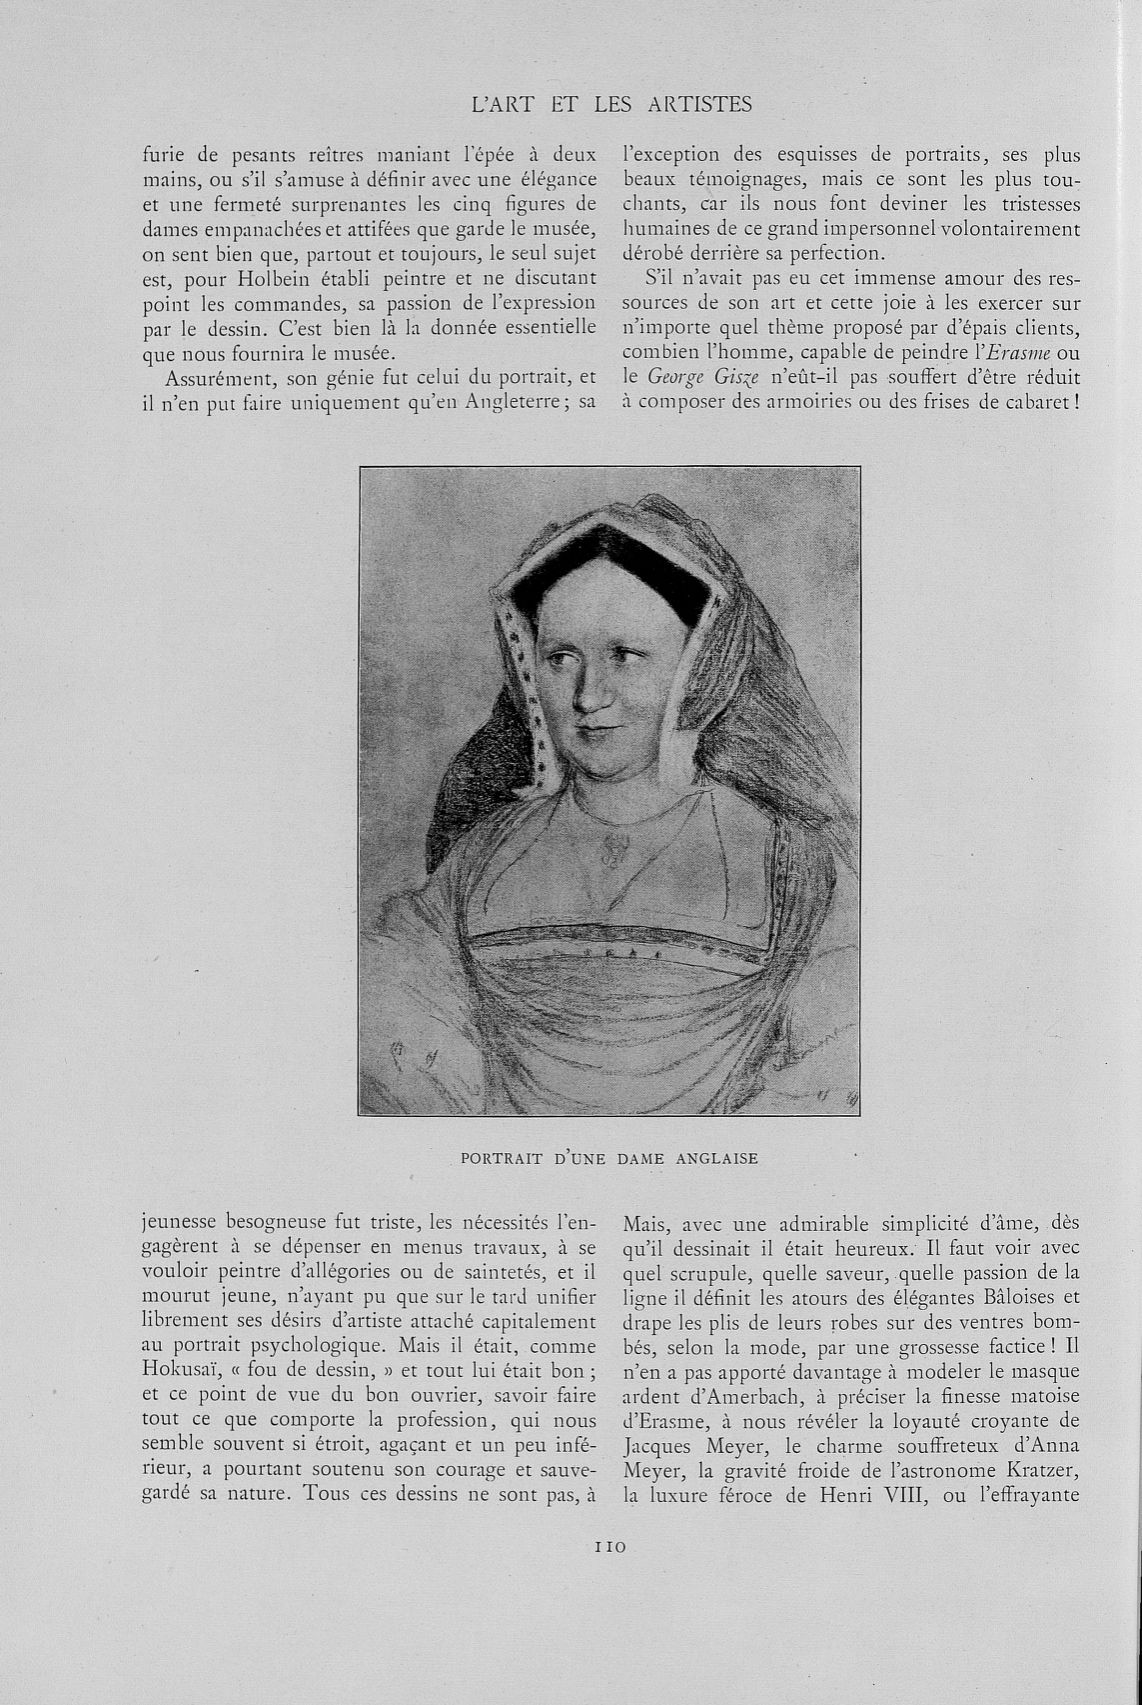 L'ART ET LES ARTISTES
furie de pesants reîtres maniant l'épée à deux
mains, ou s'il s'amuse à définir avec une élégance
et une fermeté surprenantes les cinq figures de
dames empanachées et attifées que garde le musée,
on sent bien que, partout et toujours, le seul sujet
est, pour Holbein établi peintre et ne discutant
point les commandes, sa passion de l'expression
par le dessin. C'est bien là la donnée essentielle
que nous fournira le musée.
Assurément, son génie fut celui du portrait, et
il n'en put faire uniquement qu'en Angleterre; sa
jeunesse besogneuse fut triste, les nécessités l'en-
gagèrent à se dépenser en menus travaux, à se
vouloir peintre d'allégories ou de saintetés, et il
mourut jeune, n'ayant pu que sur le tard unifier
librement ses désirs d'artiste attaché capitalement
au portrait psychologique. Mais il était, comme
Hokusaï, « fou de dessin, » et tout lui était bon;
et ce point de vue du bon ouvrier, savoir faire
tout ce que comporte la profession, qui nous
semble souvent si étroit, agaçant et un peu infé-
rieur, a pourtant soutenu son courage et sauve-
gardé sa nature. Tous ces dessins ne sont pas, à
l'exception des esquisses de portraits, ses plus
beaux témoignages, mais ce sont les plus tou-
chants, car ils nous font deviner les tristesses
humaines de ce grand impersonnel volontairement
dérobé derrière sa perfection.
S'il n'avait pas eu cet immense amour des res-
sources de son art et cette joie à les exercer sur
n'importe quel thème proposé par d'épais clients,
combien l'homme, capable de peindre l'Erasme ou
le George Gisze n'eût-il pas souffert d'être réduit
à composer des armoiries ou des frises de cabaret!
Mais, avec une admirable simplicité d'âme, dès
qu'il dessinait il était heureux. Il faut voir avec
quel scrupule, quelle saveur, quelle passion de la
ligne il définit les atours des élégantes Bâloises et
drape les plis de leurs robes sur des ventres bom-
bés, selon la mode, par une grossesse factice! Il
n'en a pas apporté davantage à modeler le masque
ardent d'Amerbach, à préciser la finesse matoise
d'Erasme, à nous révéler la loyauté croyante de
Jacques Meyer, le charme souffreteux d'Anna
Meyer, la gravité froide de l'astronome Kratzer,
la luxure féroce de Henri VIII, ou l'effrayante
PORTRAIT D'UNE DAME ANGLAISE
110